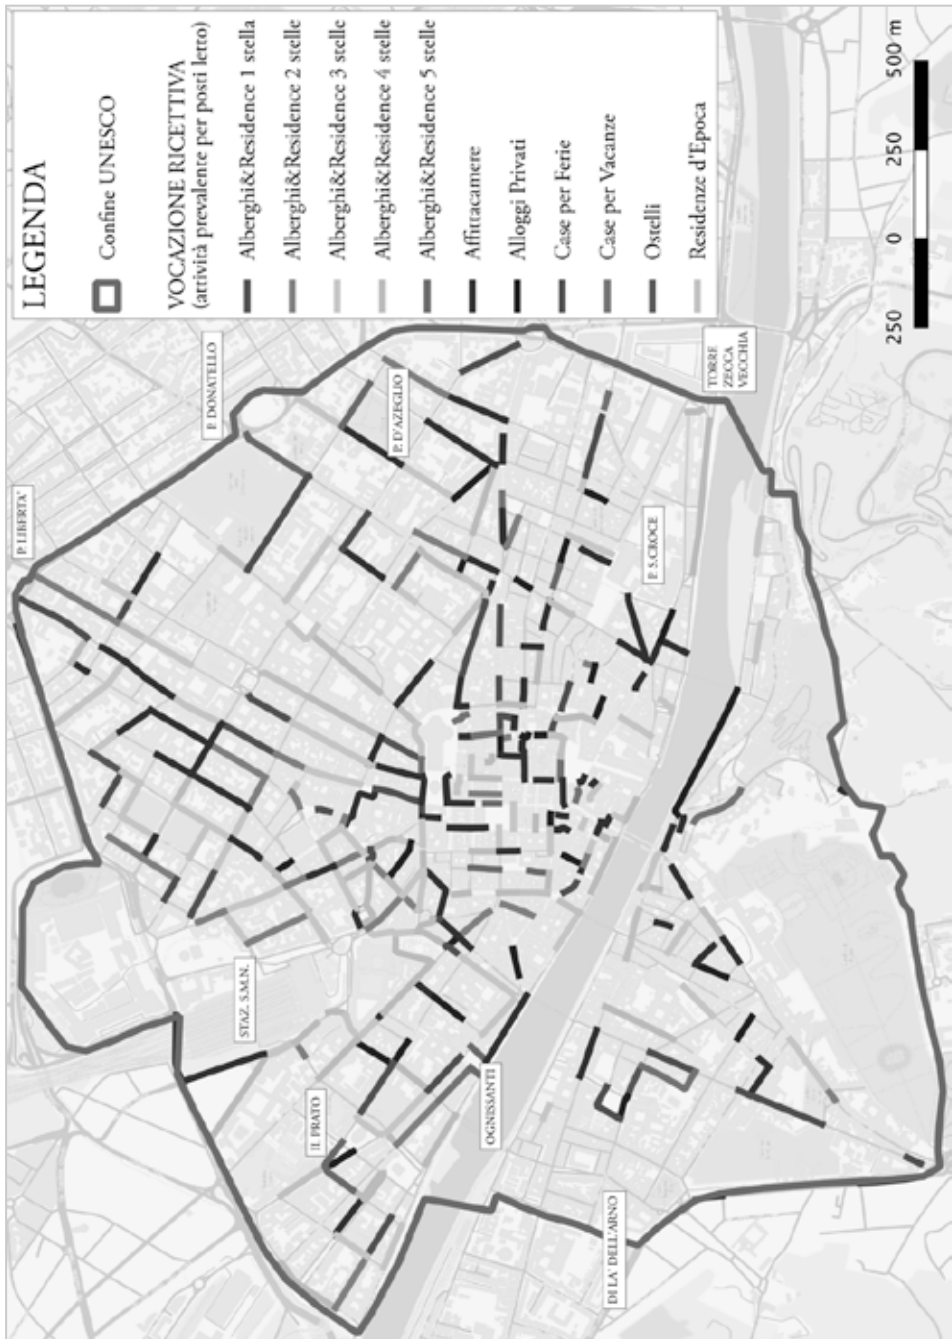 LEGENDA
Confine UNESCO
VOCAZIONE RICETTIVA
(attività prevalente per posti letto)
Alberghi&Residence 1 stella
Alberghi&Residence 2 stelle
Alberghi&Residence 3 stelle
Alberghi&Residence 4 stelle
Alberghi&Residence 5 stelle
Affittacamere
Alloggi Privati
Case per Ferie
Case per Vacanze
Ostelli
Residenze d'Epoca
250 0 250 500 m
P. LIBERTA'
P. DONATELLO
P. D'AZEGLIO
STAZ. S.M.N.
IL PRATO
P. S.CROCE
TORRE
ZECCA
VECCHIA
OGNISSANTI
DI LA' DELL'ARNO